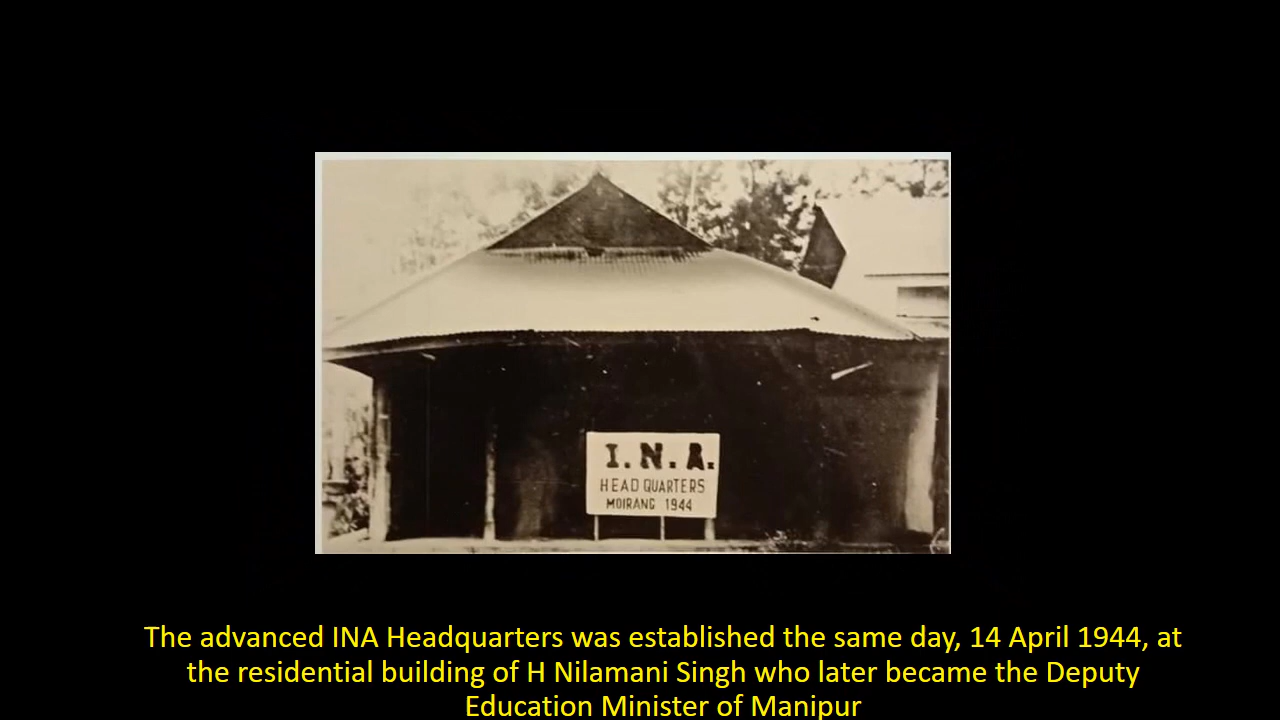 I.N.A.
HEAD QUARTERS
MOIRANG 1944
The advanced INA Headquarters was established the same day, 14 April 1944, at
the residential building of H Nilamani Singh who later became the Deputy
Education Minister of Manipur